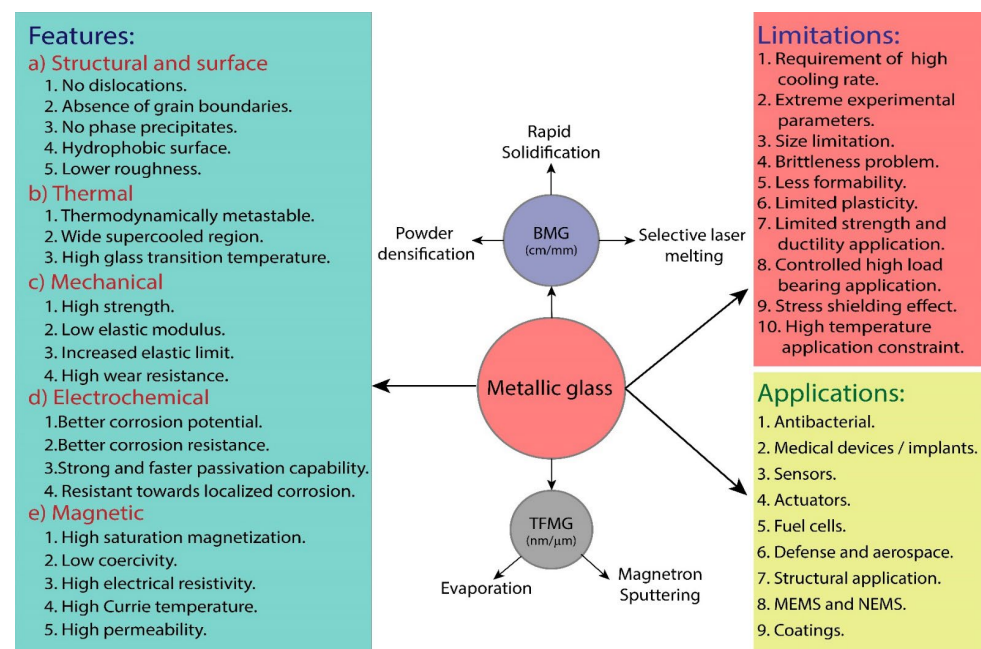 Features:
a) Structural and surface
1. No dislocations.
2. Absence of grain boundaries.
3. No phase precipitates.
4. Hydrophobic surface.
5. Lower roughness.
b) Thermal
1. Thermodynamically metastable.
2. Wide supercooled region.
3. High glass transition temperature.
c) Mechanical
1. High strength.
2. Low elastic modulus.
3. Increased elastic limit.
4. High wear resistance.
d) Electrochemical
1.Better corrosion potential.
2.Better corrosion resistance.
3.Strong and faster passivation capability.
4. Resistant towards localized corrosion.
e) Magnetic
1. High saturation magnetization.
2. Low coercivity.
3. High electrical resistivity.
4. High Currie temperature.
5. High permeability.
Rapid
Solidification
Powder
densification
BMG
(cm/mm)
Selective laser
melting
Metallic glass
TFMG
(nm/μm)
Evaporation
Magnetron
Sputtering
Limitations:
1. Requirement of high
cooling rate.
2. Extreme experimental
parameters.
3. Size limitation.
4. Brittleness problem.
5. Less formability.
6. Limited plasticity.
7. Limited strength and
ductility application.
8. Controlled high load
bearing application.
9. Stress shielding effect.
10. High temperature
application constraint.
Applications:
1. Antibacterial.
2. Medical devices / implants.
3. Sensors.
4. Actuators.
5. Fuel cells.
6. Defense and aerospace.
7. Structural application.
8. MEMS and NEMS.
9. Coatings.